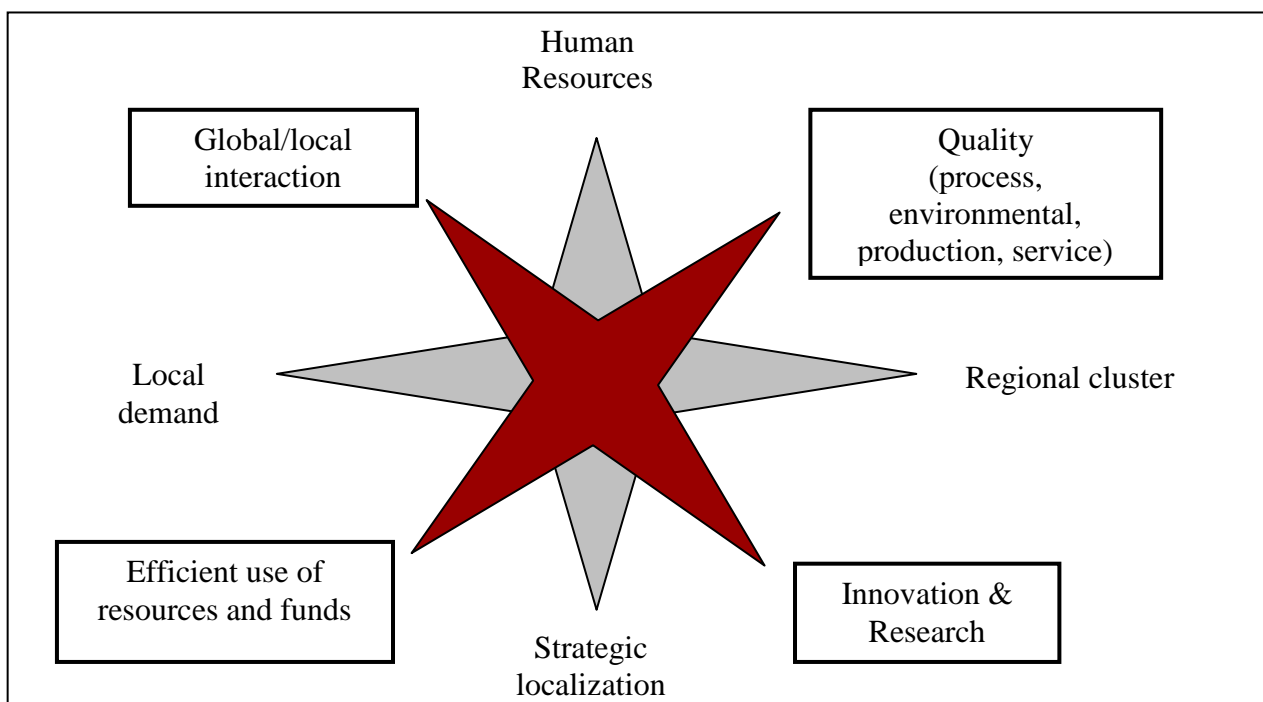 Human
Resources
Global/local
interaction
Quality
(process,
environmental,
production, service)
Local
demand
Regional cluster
Efficient use of
resources and funds
Innovation &
Research
Strategic
localization